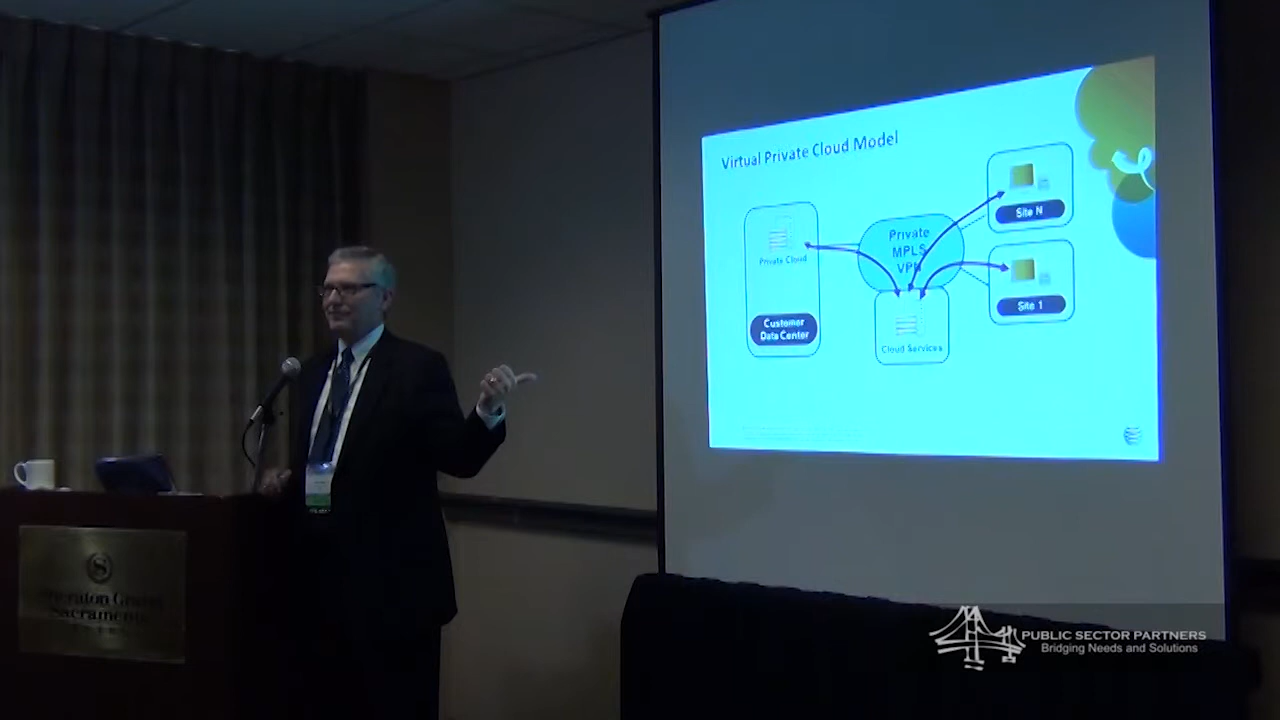 Virtual Private Cloud Model
Private Cloud
Customer
Data Center
Private
MPLS
VPN
Cloud Services
Site N
Site 1
Sheraton Grand
Sacramento
PUBLIC SECTOR PARTNERS
Bridging Needs and Solutions